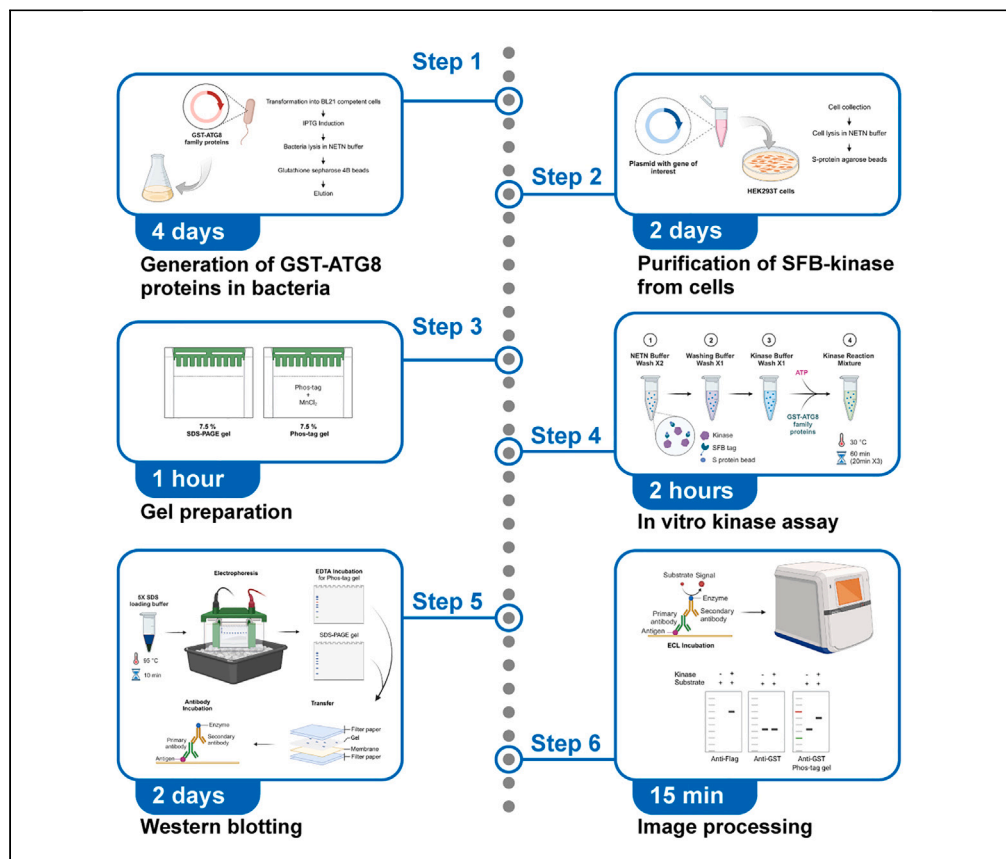 Step 1
GST-ATG8
family proteins
Transformation into BL21 competent cells
IPTG Induction
Bacteria lysis in NETN buffer
Glutathione sepharose 4B beads
Elution
4 days
Generation of GST-ATG8
proteins in bacteria
Step 2
Plasmid with gene of
interest
HEK293T cells
Cell collection
Cell lysis in NETN buffer
S-protein agarose beads
2 days
Purification of SFB-kinase
from cells
Step 3
7.5 %
SDS-PAGE gel
Phos-tag
+
MnCl2
7.5 %
Phos-tag gel
1 hour
Gel preparation
Step 4
1
NETN Buffer
Wash X2
2
Washing Buffer
Wash X1
3
Kinase Buffer
Wash X1
4
Kinase Reaction
Mixture
ATP
GST-ATG8
family
proteins
Kinase
SFB tag
S protein bead
30 °C
60 min
(20min X3)
2 hours
In vitro kinase assay
Step 5
5X SDS
loading buffer
95 °C
10 min
Electrophoresis
EDTA Incubation
for Phos-tag gel
SDS-PAGE gel
Transfer
Filter paper
Gel
Membrane
Filter paper
Antibody
Incubation
Enzyme
Secondary
antibody
Primary
antibody
Antigen
2 days
Western blotting
Step 6
Substrate Signal
Enzyme
Secondary
antibody
Primary
antibody
Antigen
ECL Incubation
Kinase - + - + - +
Substrate + + + + + +
Anti-Flag
Anti-GST
Anti-GST
Phos-tag gel
15 min
Image processing